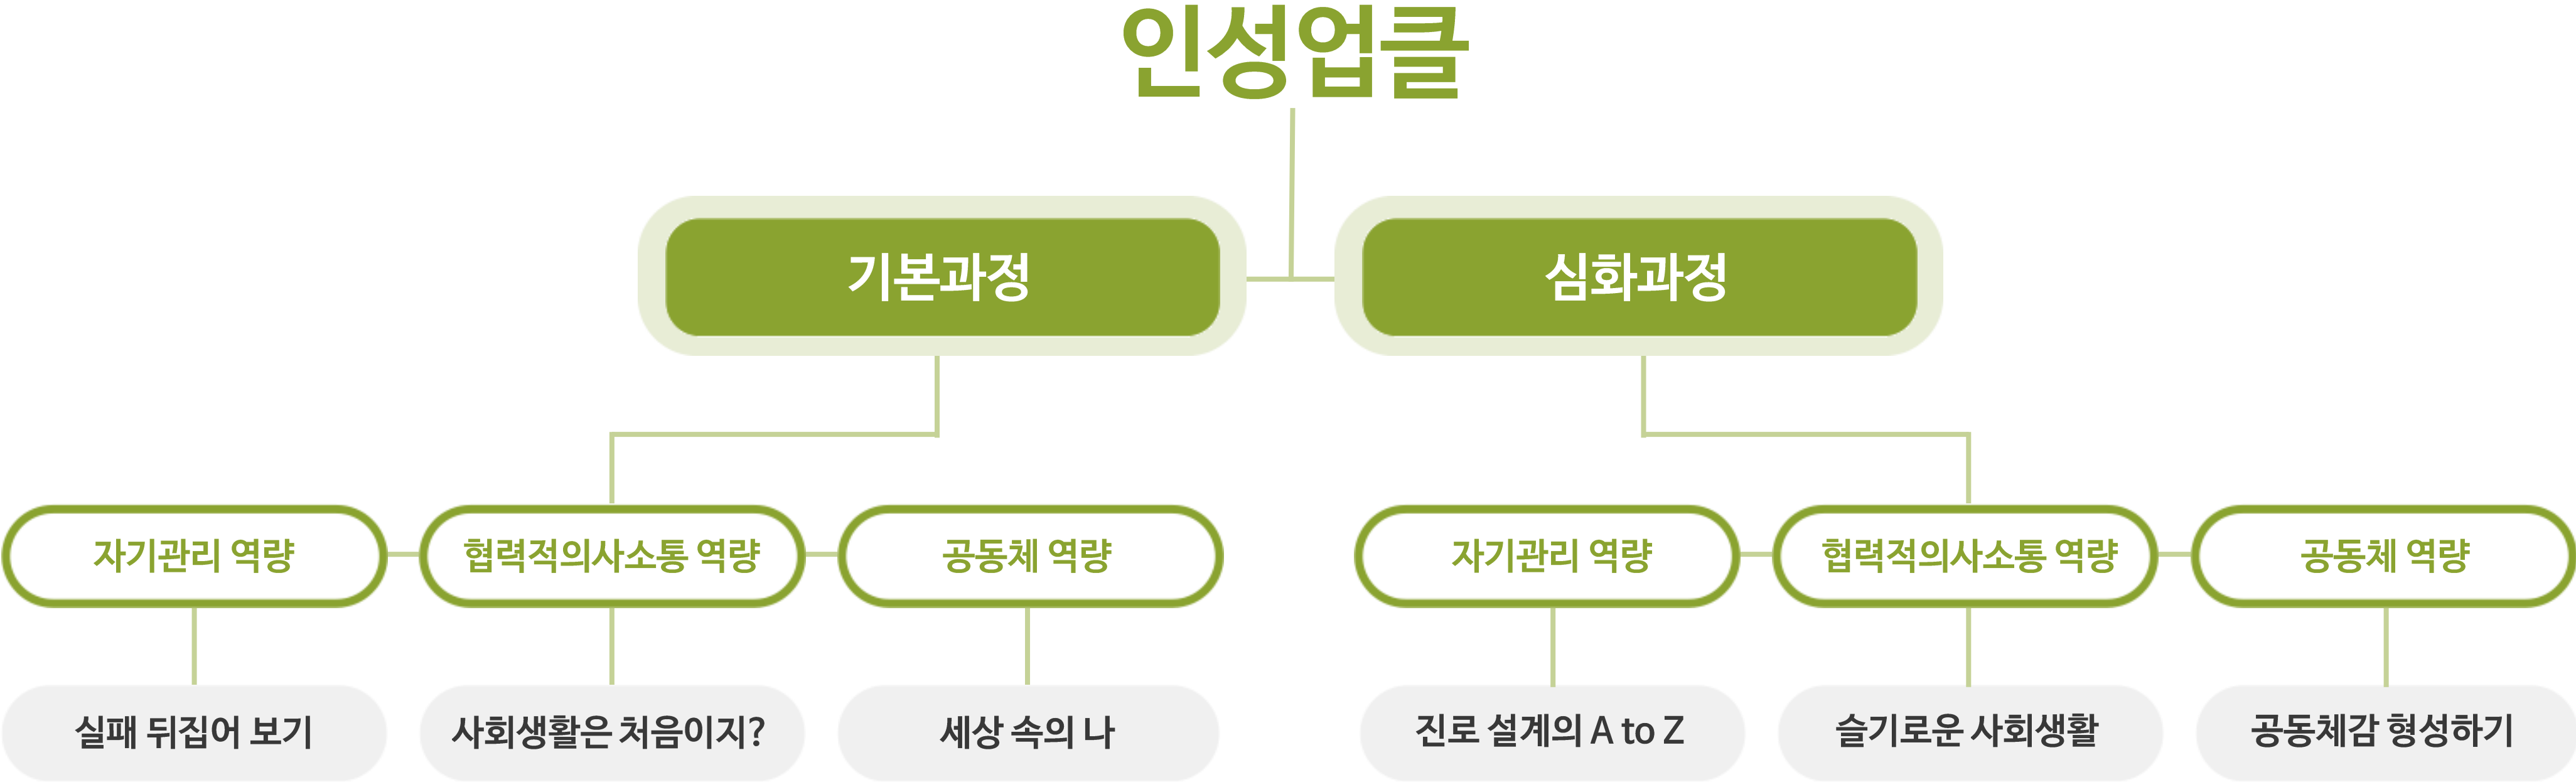 인성업클
기본과정
심화과정
자기관리 역량
협력적의사소통 역량
공동체 역량
자기관리 역량
협력적의사소통 역량
공동체 역량
실패 뒤집어 보기
사회생활은 처음이지?
세상 속의 나
진로 설계의 A to Z
슬기로운 사회생활
공동체감 형성하기